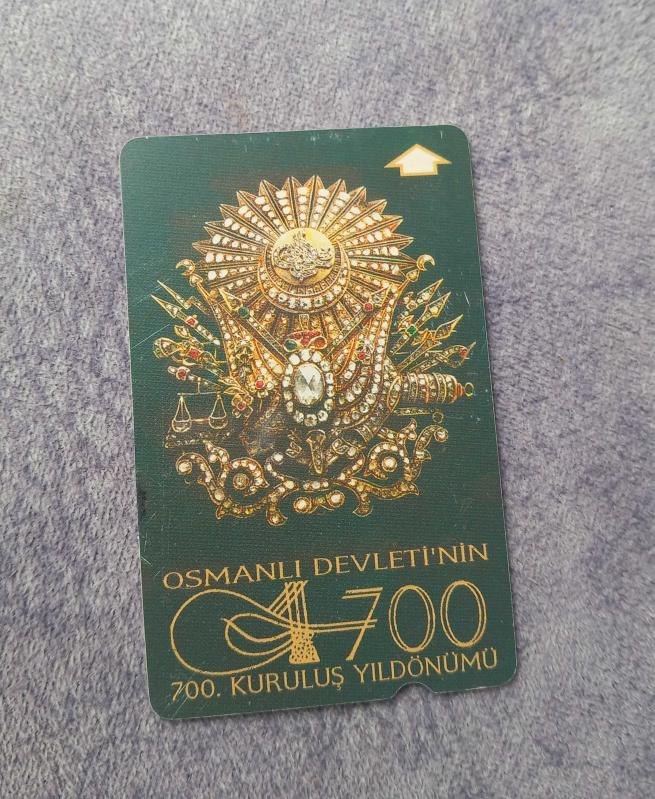 OSMANLI DEVLETİ'NİN
700
700. KURULUŞ YILDÖNÜMÜ